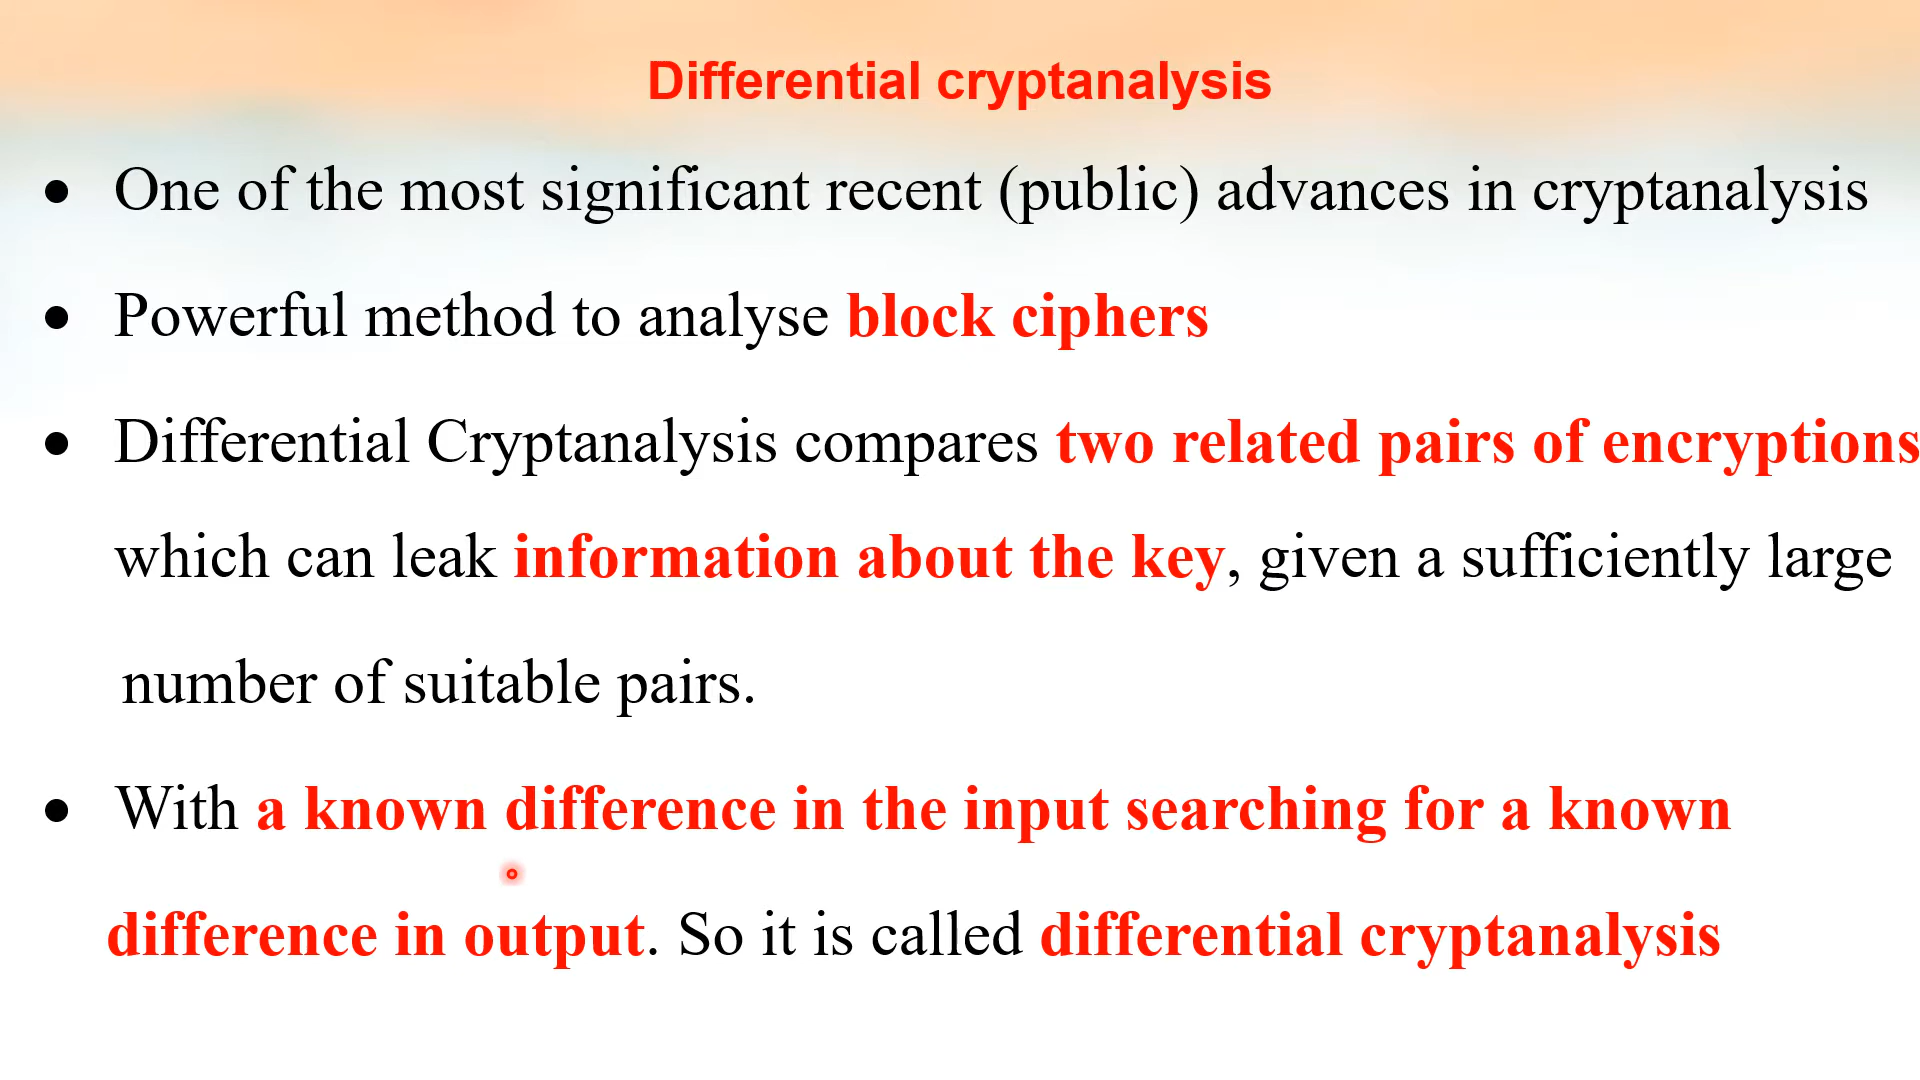 Differential cryptanalysis
• One of the most significant recent (public) advances in cryptanalysis
• Powerful method to analyse block ciphers
• Differential Cryptanalysis compares two related pairs of encryptions
which can leak information about the key, given a sufficiently large
number of suitable pairs.
• With a known difference in the input searching for a known
difference in output. So it is called differential cryptanalysis